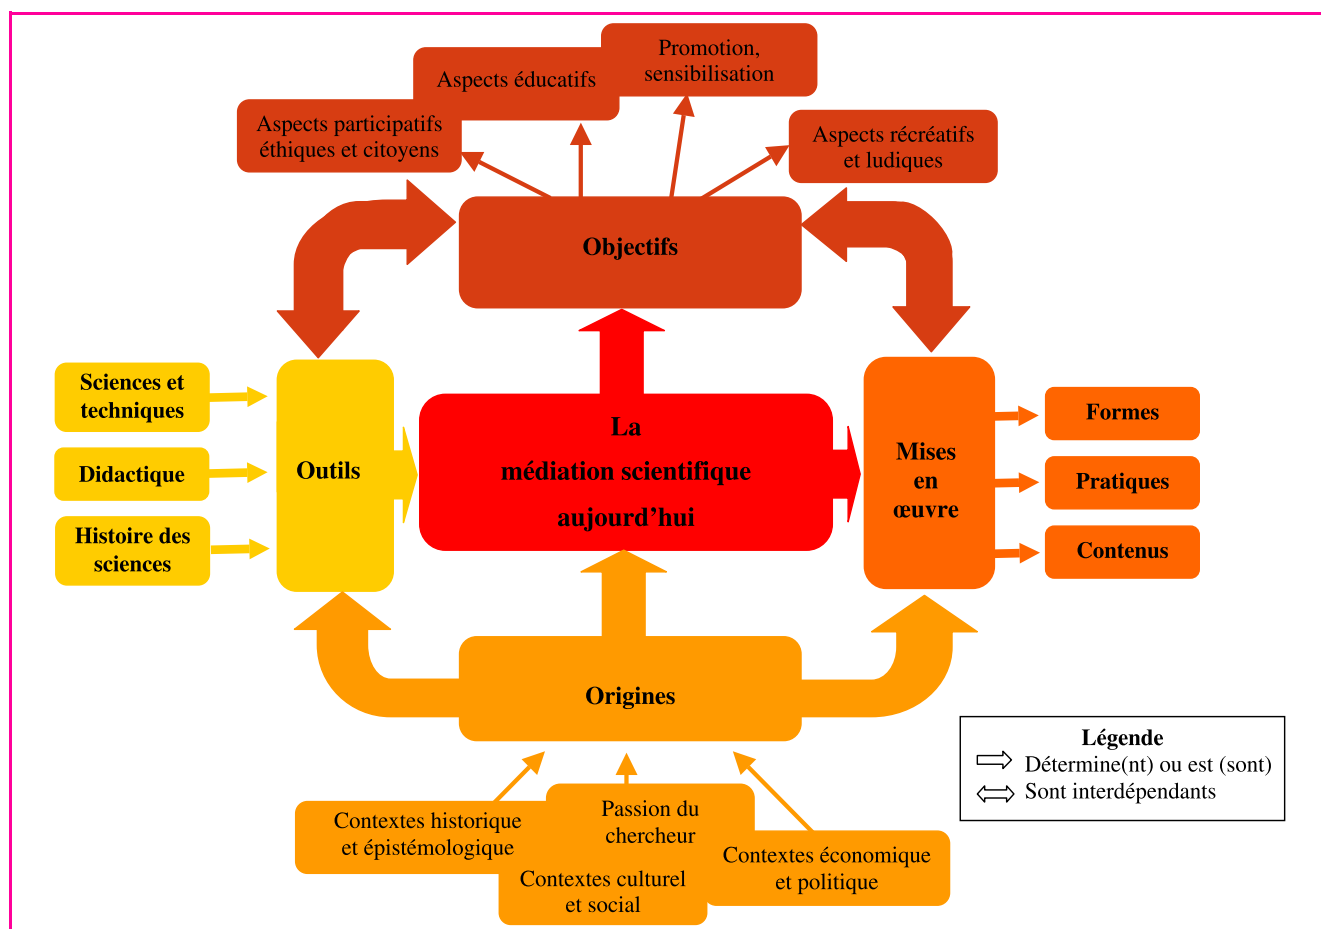 Promotion,
sensibilisation
Aspects éducatifs
Aspects participatifs
éthiques et citoyens
Aspects récréatifs
et ludiques
Objectifs
Sciences et
techniques
Didactique
Histoire des
sciences
Outils
La
médiation scientifique
aujourd’hui
Mises
en
œuvre
Formes
Pratiques
Contenus
Origines
Contextes historique
et épistémologique
Passion du
chercheur
Contextes culturel
et social
Contextes économique
et politique
Légende
Détermine(nt) ou est (sont)
Sont interdépendants